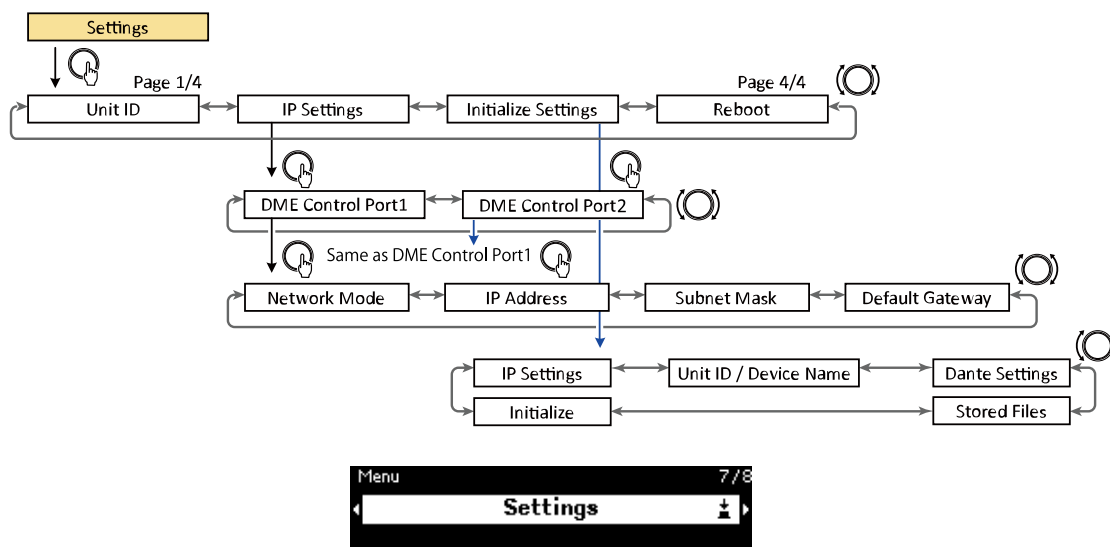 Settings
Page 1/4 Page 4/4
Unit ID IP Settings Initialize Settings Reboot
DME Control Port1 DME Control Port2
Same as DME Control Port1
Network Mode IP Address Subnet Mask Default Gateway
IP Settings Unit ID / Device Name Dante Settings
Initialize Stored Files
Menu 7/8
Settings